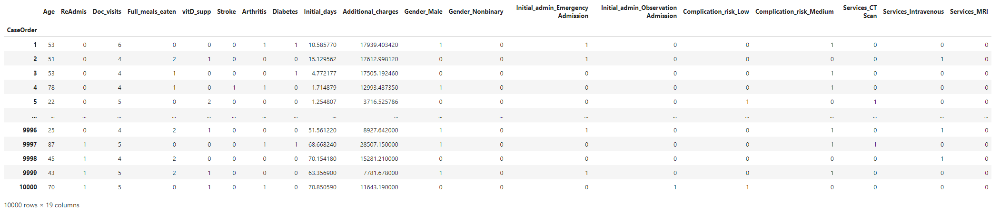 Age ReAdmis Doc_visits Full_meals_eaten vitD_supp Stroke Arthritis Diabetes Initial_days Additional_charges Gender_Male Gender_Nonbinary Initial_admin_Emergency Admission Initial_admin_Observation Admission Complication_risk_Low Complication_risk_Medium Services_CT Scan Services_Intravenous Services_MRI
CaseOrder
1 53 0 6 0 0 0 1 1 10.585770 17939.403420 1 0 1 0 0 1 0 0 0
2 51 0 4 2 1 0 0 0 15.129562 17612.998120 0 0 1 0 0 0 0 1 0
3 53 0 4 1 0 0 0 1 4.772177 17505.192460 0 0 0 0 0 1 0 0 0
4 78 0 4 1 0 1 1 0 1.714879 12993.437350 1 0 0 0 0 1 0 0 0
5 22 0 5 0 2 0 0 0 1.254807 3716.525786 0 0 0 0 1 0 1 0 0
... ... ... ... ... ... ... ... ... ... ... ... ... ... ... ... ... ... ... ...
9996 25 0 4 2 1 0 0 0 51.561220 8927.642000 1 0 1 0 0 1 0 1 0
9997 87 1 5 0 0 0 1 1 68.668240 28507.150000 1 0 0 0 0 1 1 0 0
9998 45 1 4 2 0 0 0 0 70.154180 15281.210000 0 0 0 0 0 0 0 1 0
9999 43 1 5 2 1 0 0 0 63.356900 7781.678000 1 0 1 0 0 1 0 0 0
10000 70 1 5 0 1 0 1 0 70.850590 11643.190000 0 0 0 1 1 0 0 0 0
10000 rows × 19 columns